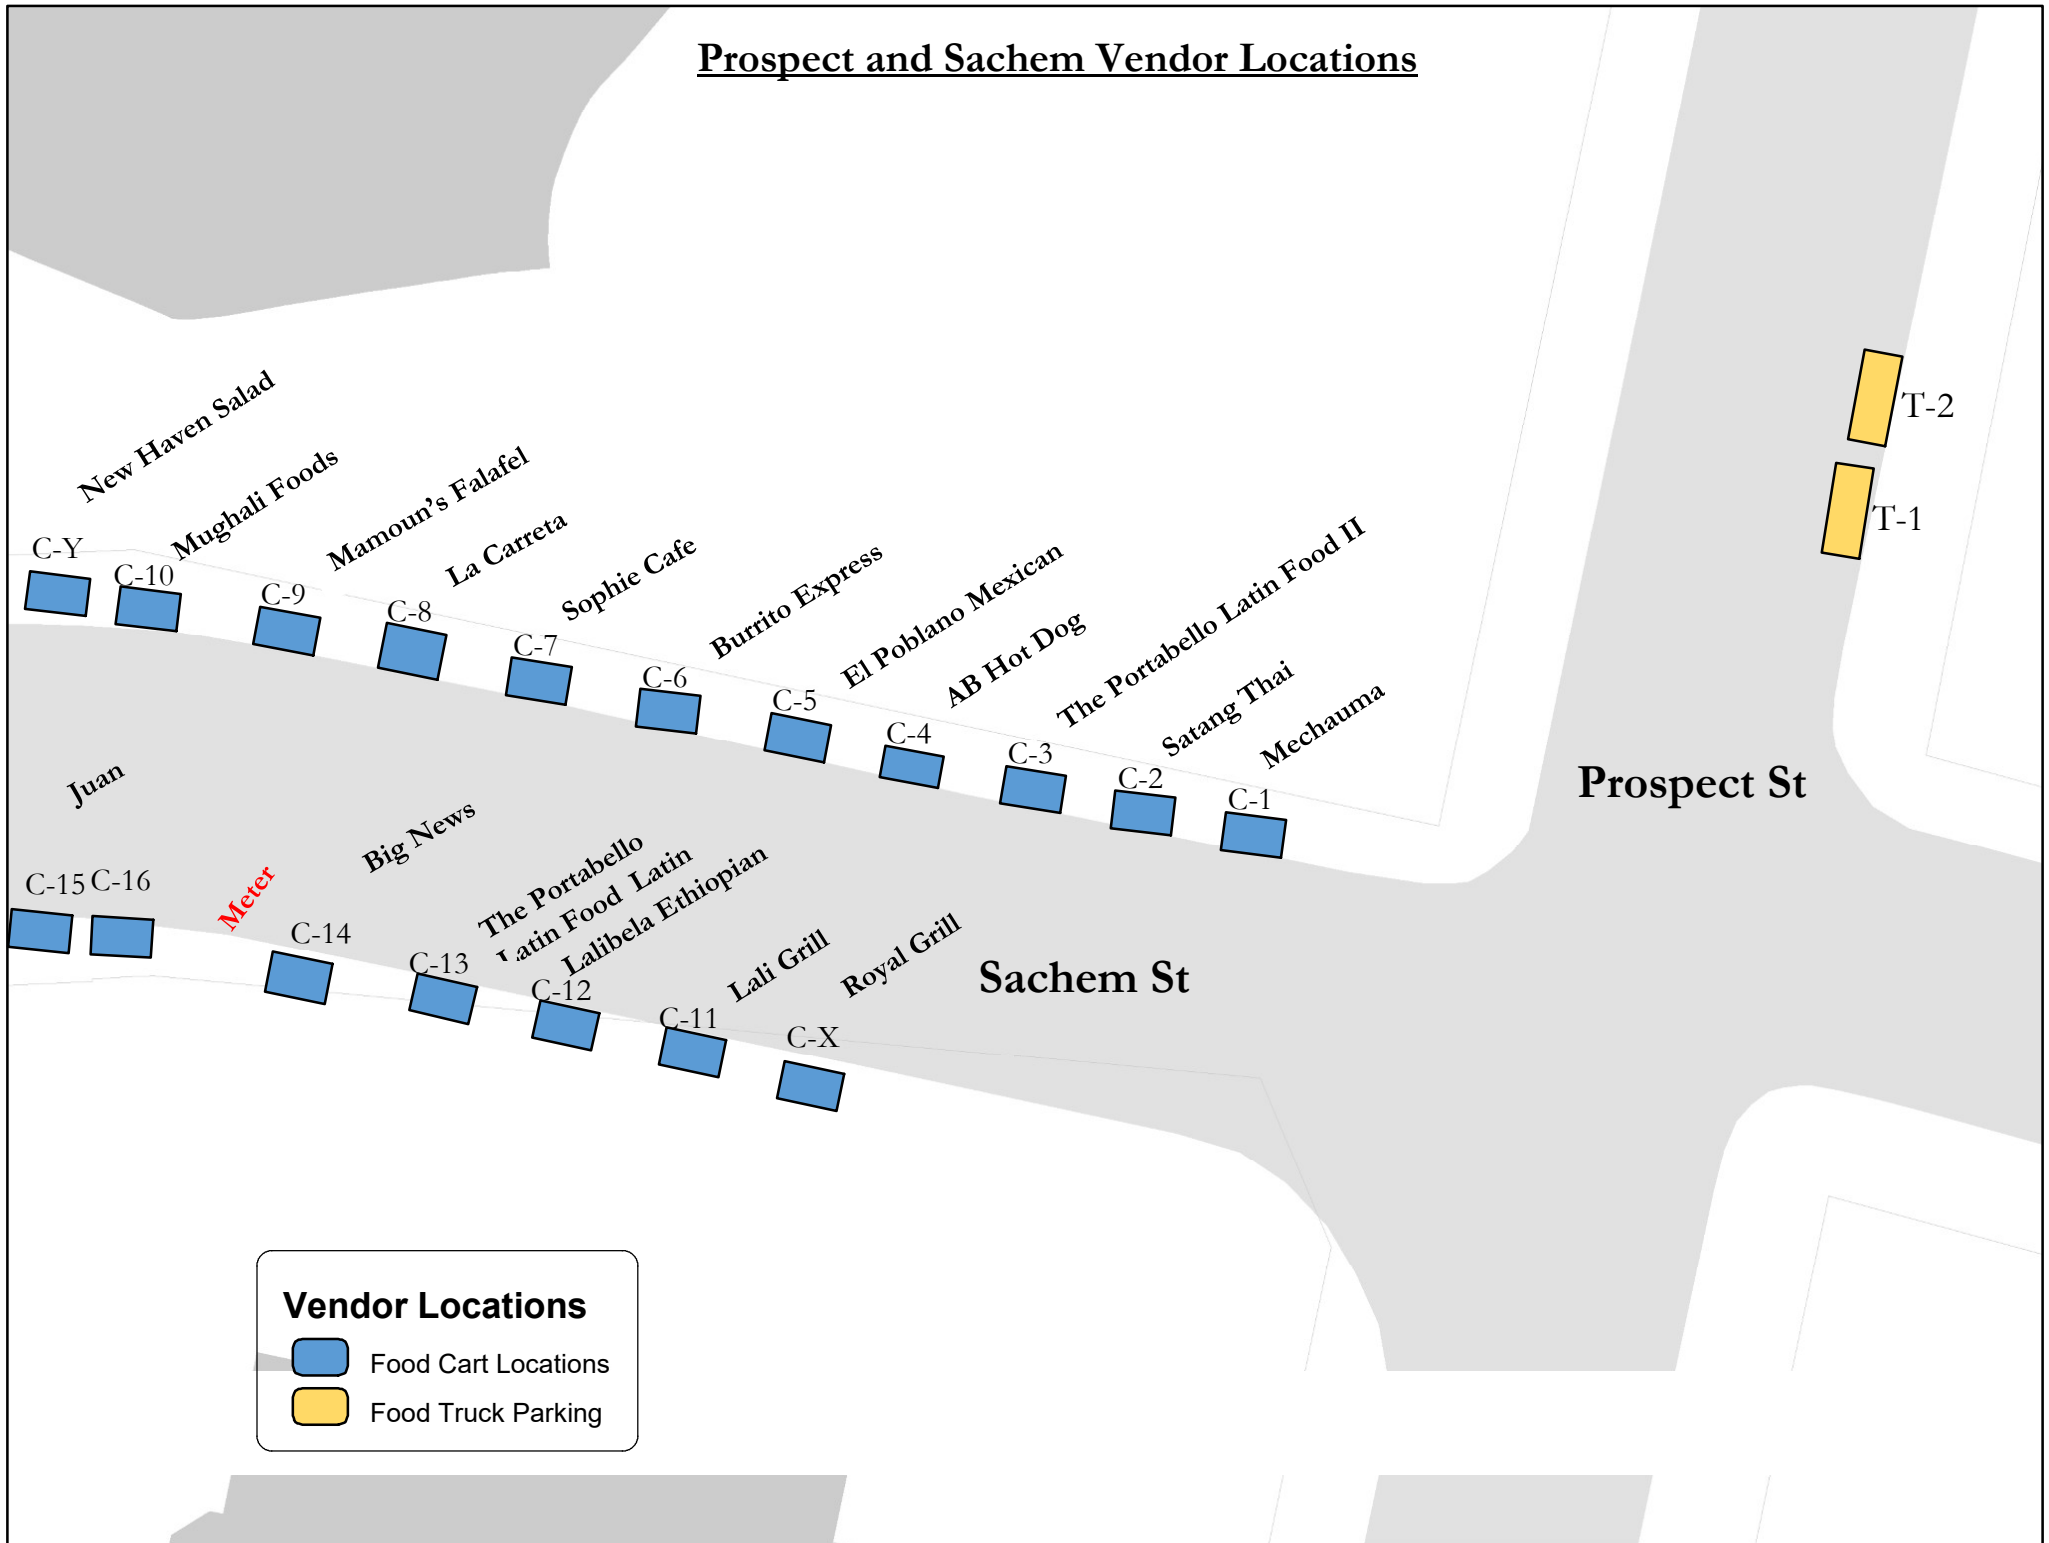 Prospect and Sachem Vendor Locations
New Haven Salad
Mughali Foods
Mamoun's Falafel
La Carreta
Sophie Cafe
Burrito Express
El Poblano Mexican
AB Hot Dog
The Portabello Latin Food II
Satang Thai
Mechauma
T-2
T-1
C-Y
C-10
C-9
C-8
C-7
C-6
C-5
C-4
C-3
C-2
C-1
Prospect St
Juan
Big News
The Portabello
Latin Food Latin
Lalibela Ethiopian
Lali Grill
Royal Grill
Sachem St
C-15
C-16
Meter
C-14
C-13
C-12
C-11
C-X
Vendor Locations
Food Cart Locations
Food Truck Parking